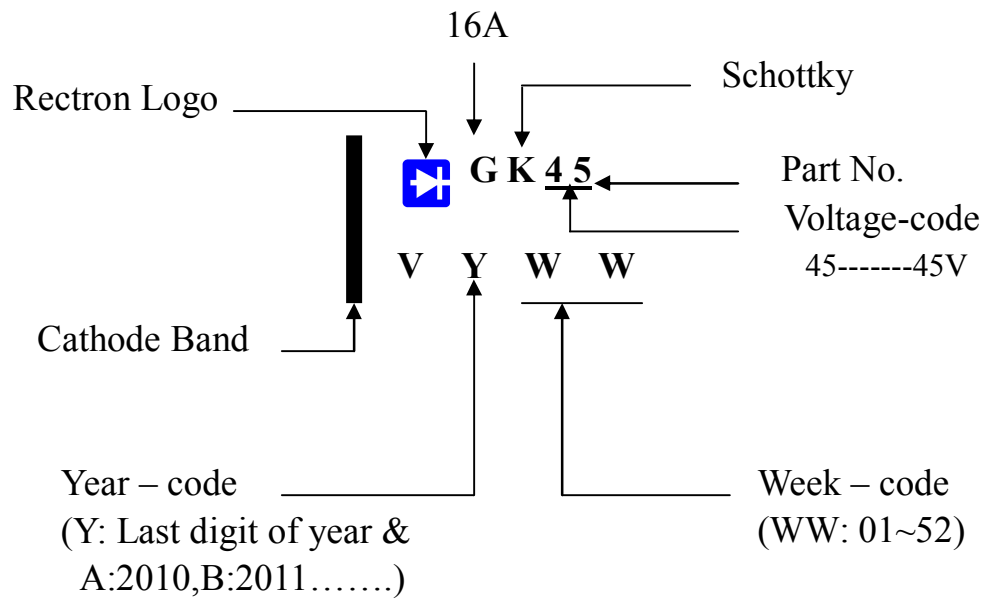 16A
Schottky
Rectron Logo
G K 4 5
Part No.
Voltage-code
45-------45V
V Y W W
Cathode Band
Year – code
(Y: Last digit of year &
A:2010,B:2011…….)
Week – code
(WW: 01~52)